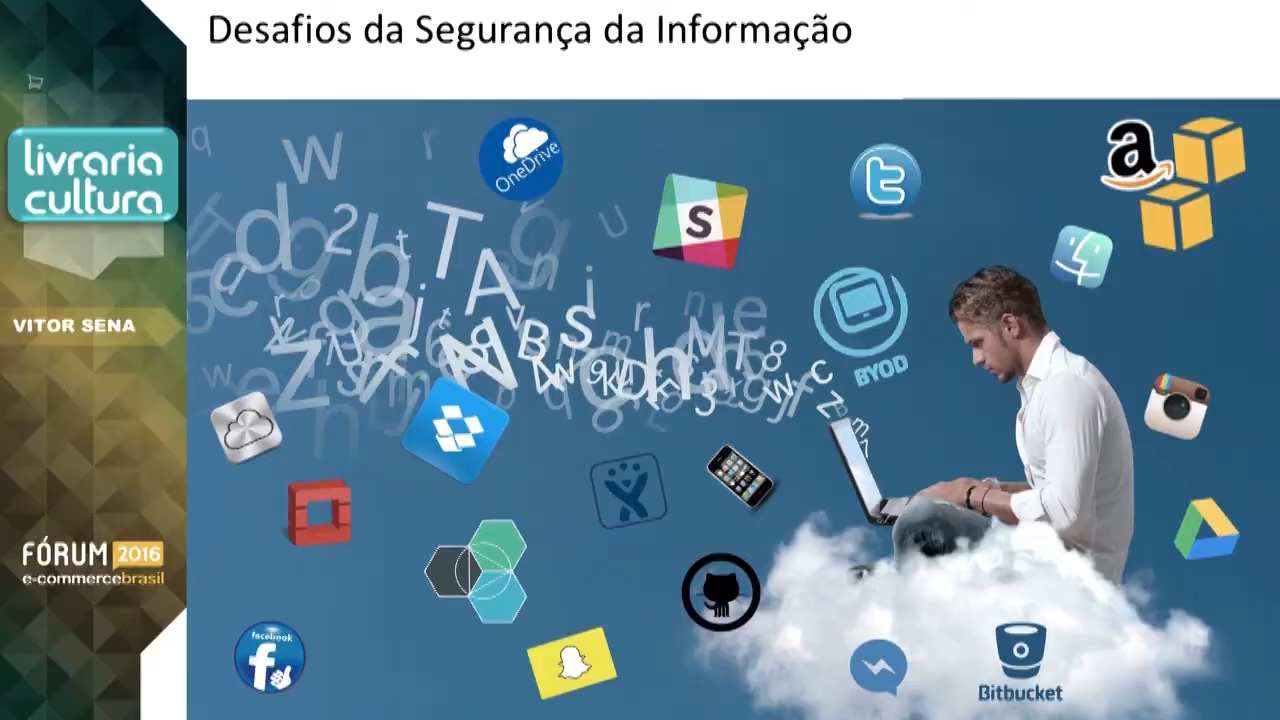 Desafios da Segurança da Informação
livraria
cultura
VITOR SENA
FÓRUM 2016
e-commercebrasil
OneDrive
S
t
a
BYOD
facebook
f
Bitbucket